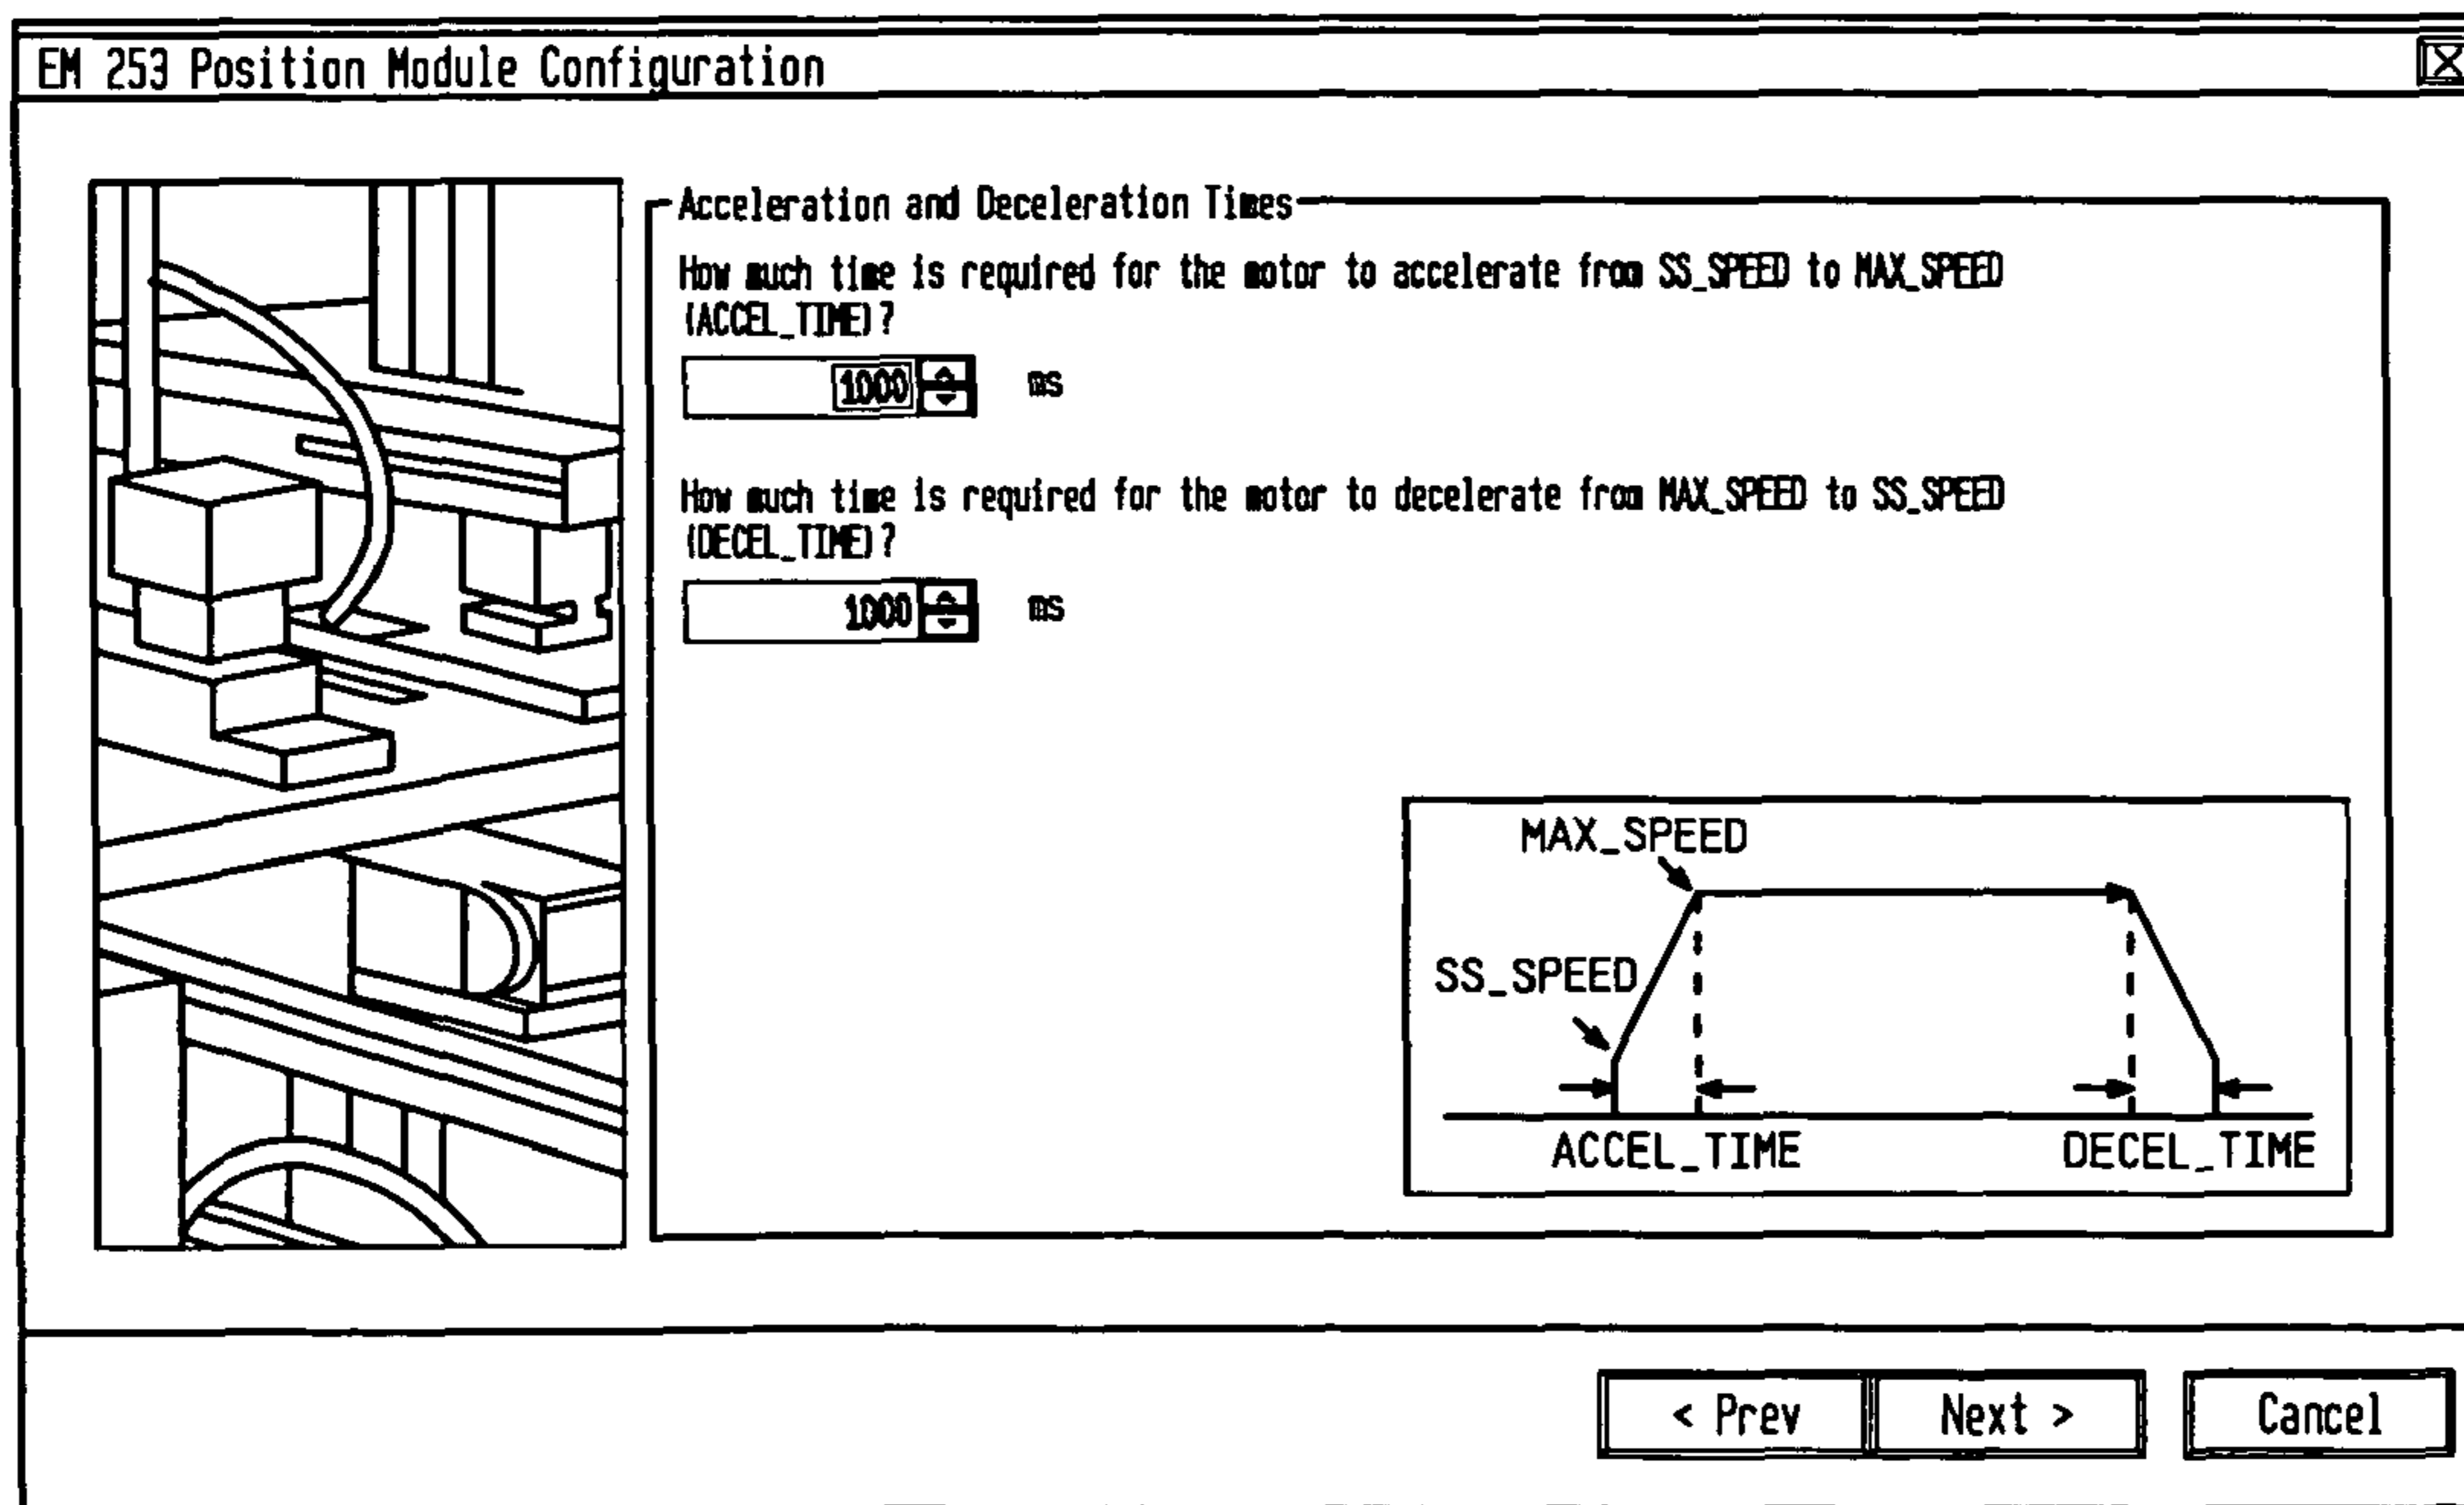 EM 253 Position Module Configuration
Acceleration and Deceleration Times
How much time is required for the motor to accelerate from SS_SPEED to MAX_SPEED
(ACCEL_TIME)?
1000 ms
How much time is required for the motor to decelerate from MAX_SPEED to SS_SPEED
(DECEL_TIME)?
1000 ms
MAX_SPEED
SS_SPEED
ACCEL_TIME DECEL_TIME
< Prev Next > Cancel